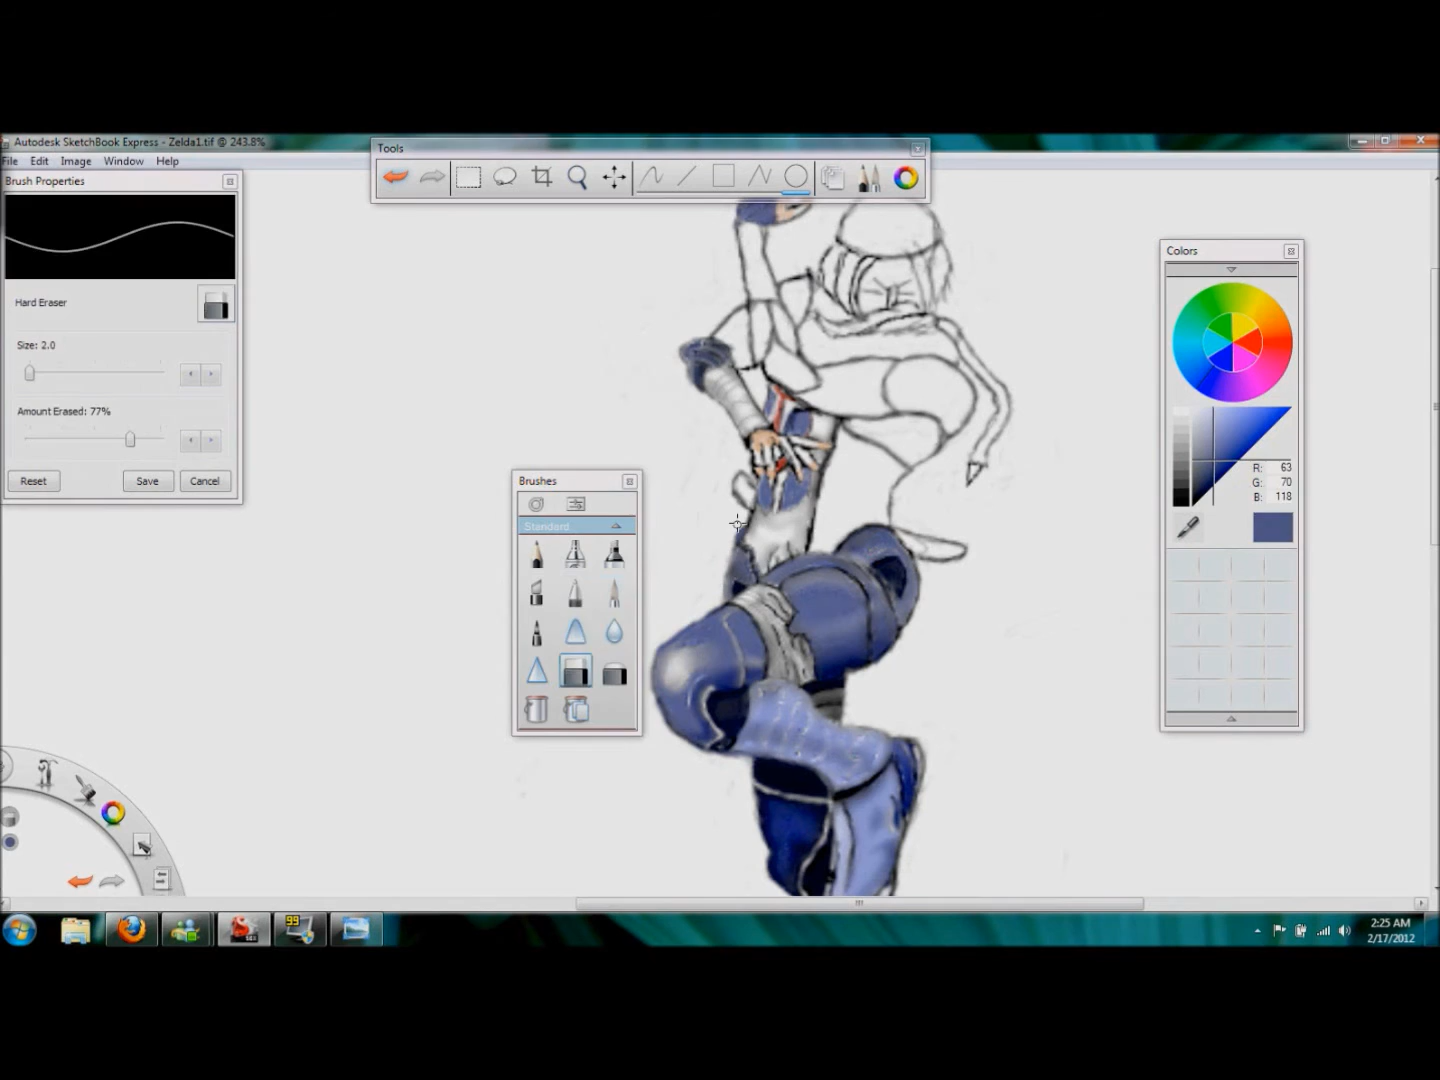 Autodesk SketchBook Express - Zelda1.tif @ 243.8%
File Edit Image Window Help
Tools
Brush Properties
Hard Eraser
Size: 2.0
Amount Erased: 77%
Reset Save Cancel
Brushes
Standard
Colors
R: 63
G: 70
B: 118
99
2:25 AM
2/17/2012